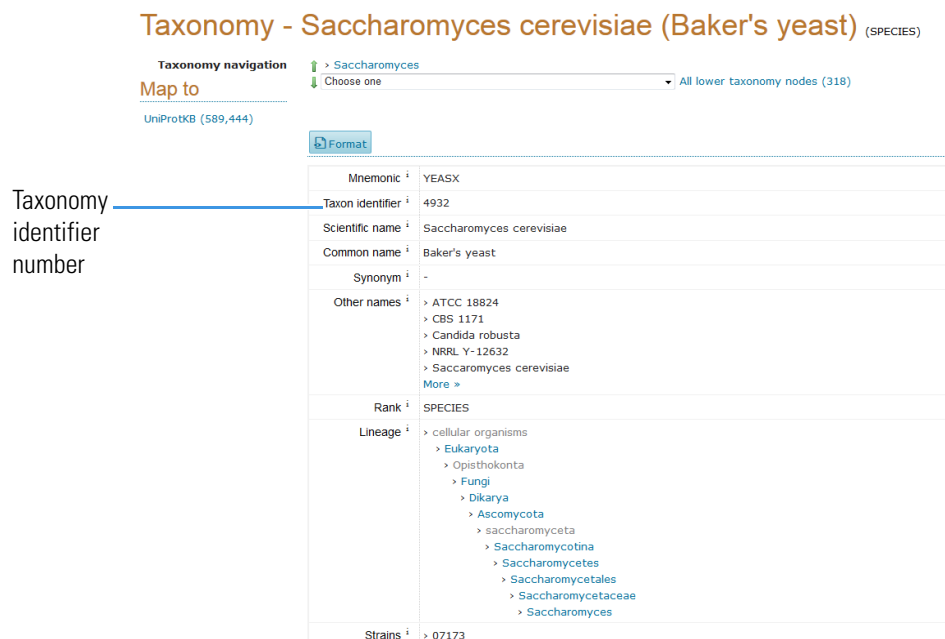 Taxonomy - Saccharomyces cerevisiae (Baker's yeast) (SPECIES)
Taxonomy navigation
› Saccharomyces
Choose one
All lower taxonomy nodes (318)
Map to
UniProtKB (589,444)
Format
Taxonomy
identifier
number
Mnemonic i YEASX
Taxon identifier i 4932
Scientific name i Saccharomyces cerevisiae
Common name i Baker's yeast
Synonym i -
Other names i › ATCC 18824
› CBS 1171
› Candida robusta
› NRRL Y-12632
› Saccaromyces cerevisiae
More »
Rank i SPECIES
Lineage i › cellular organisms
› Eukaryota
› Opisthokonta
› Fungi
› Dikarya
› Ascomycota
› saccharomyceta
› Saccharomycotina
› Saccharomycetes
› Saccharomycetales
› Saccharomycetaceae
› Saccharomyces
Strains i › 07173